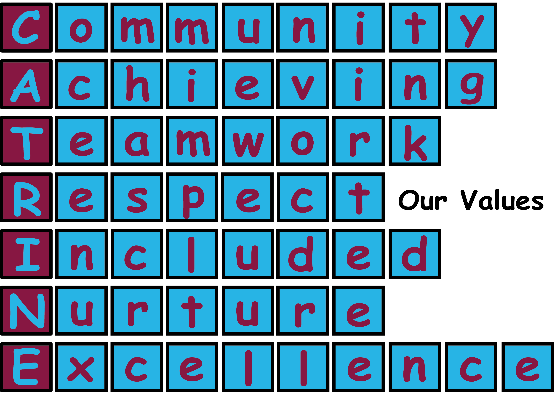 Community
Achieving
Teamwork
Respect
Our Values
Included
Nurture
Excellence